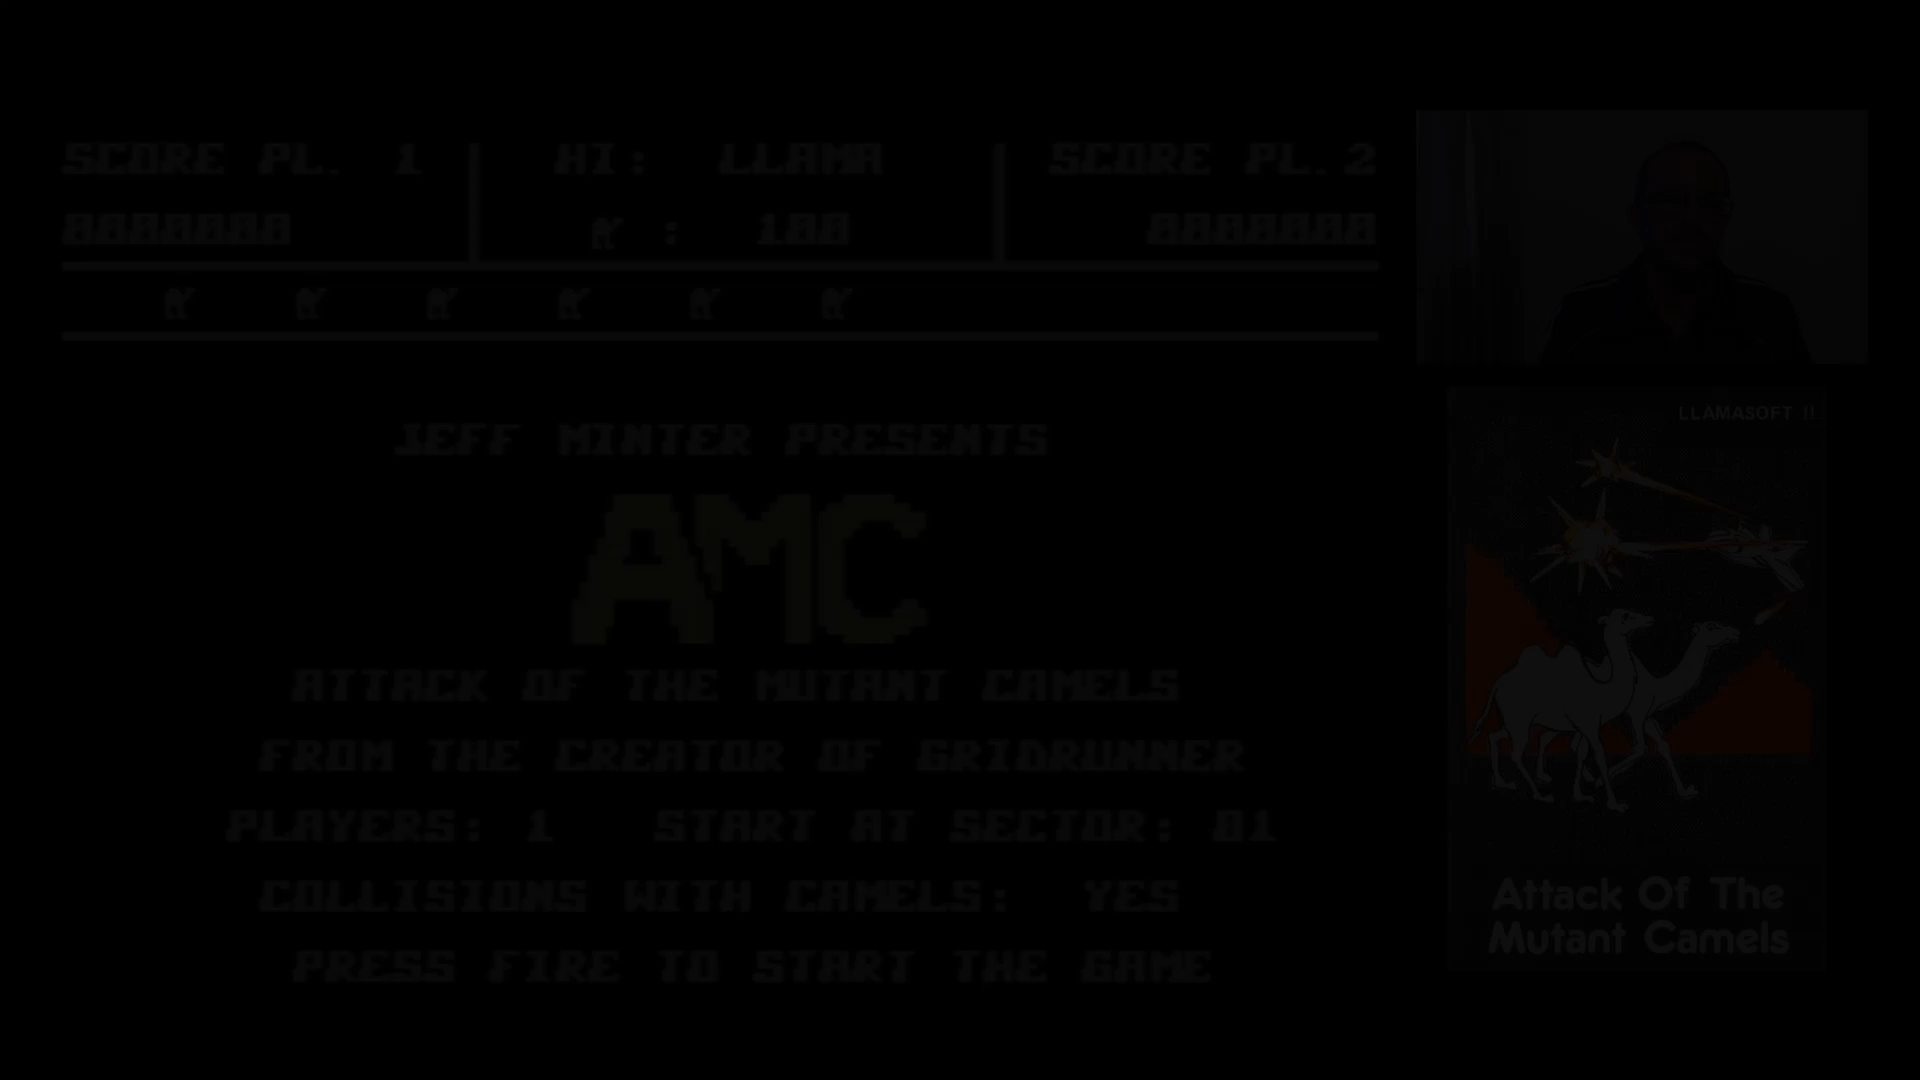 SCORE PL. 1 HI: LLAMA SCORE PL.2
0000000 : 100 0000000
JEFF MINTER PRESENTS
AMC
ATTACK OF THE MUTANT CAMELS
FROM THE CREATOR OF GRIDRUNNER
PLAYERS: 1 START AT SECTOR: 01
COLLISIONS WITH CAMELS: YES
PRESS FIRE TO START THE GAME
LLAMASOFT !!
Attack Of The
Mutant Camels